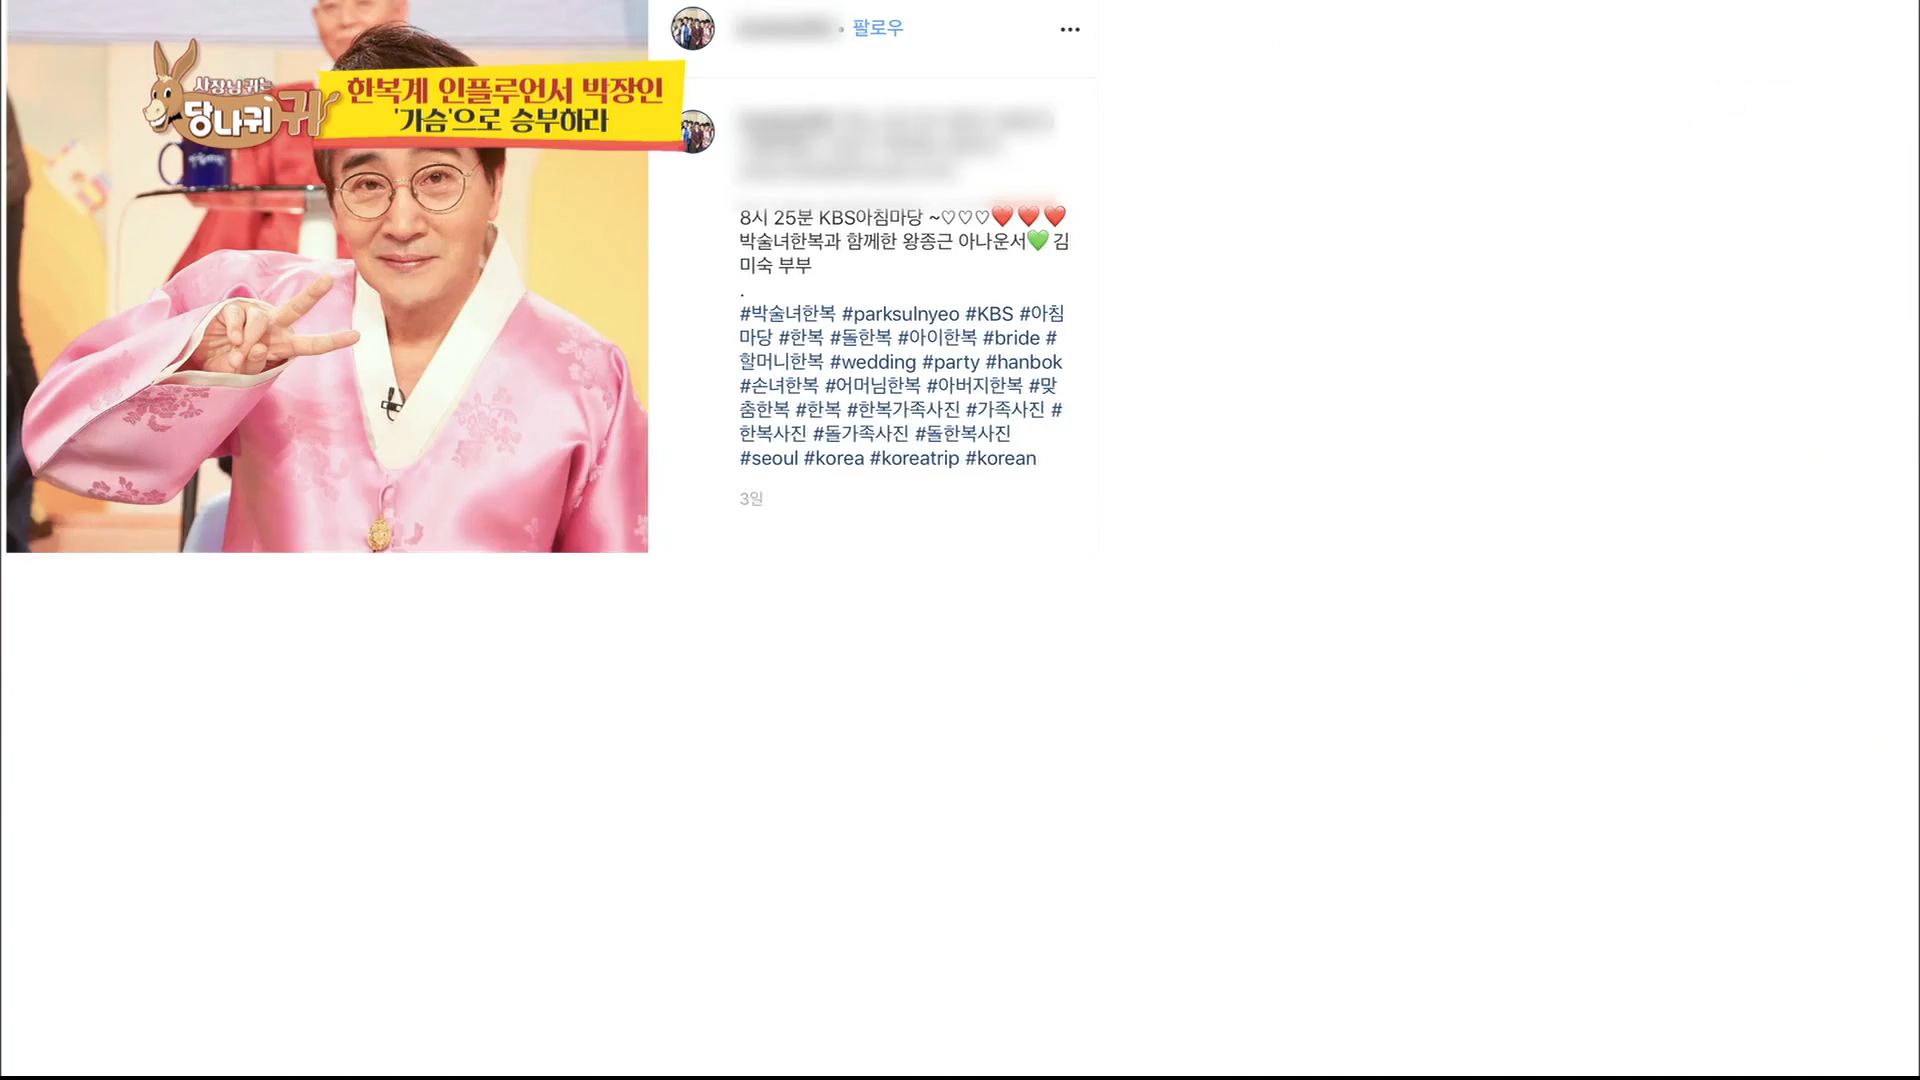 사장님 귀는
당나귀 귀
한복계 인플루언서 박장인
'가슴'으로 승부하라
팔로우
8시 25분 KBS아침마당 ~♡♡♡❤️❤️❤️
박술녀한복과 함께한 왕종근 아나운서💚 김
미숙 부부
.
#박술녀한복 #parksulnyeo #KBS #아침
마당 #한복 #돌한복 #아이한복 #bride #
할머니한복 #wedding #party #hanbok
#손녀한복 #어머님한복 #아버지한복 #맞
춤한복 #한복 #한복가족사진 #가족사진 #
한복사진 #돌가족사진 #돌한복사진
#seoul #korea #koreatrip #korean
3일